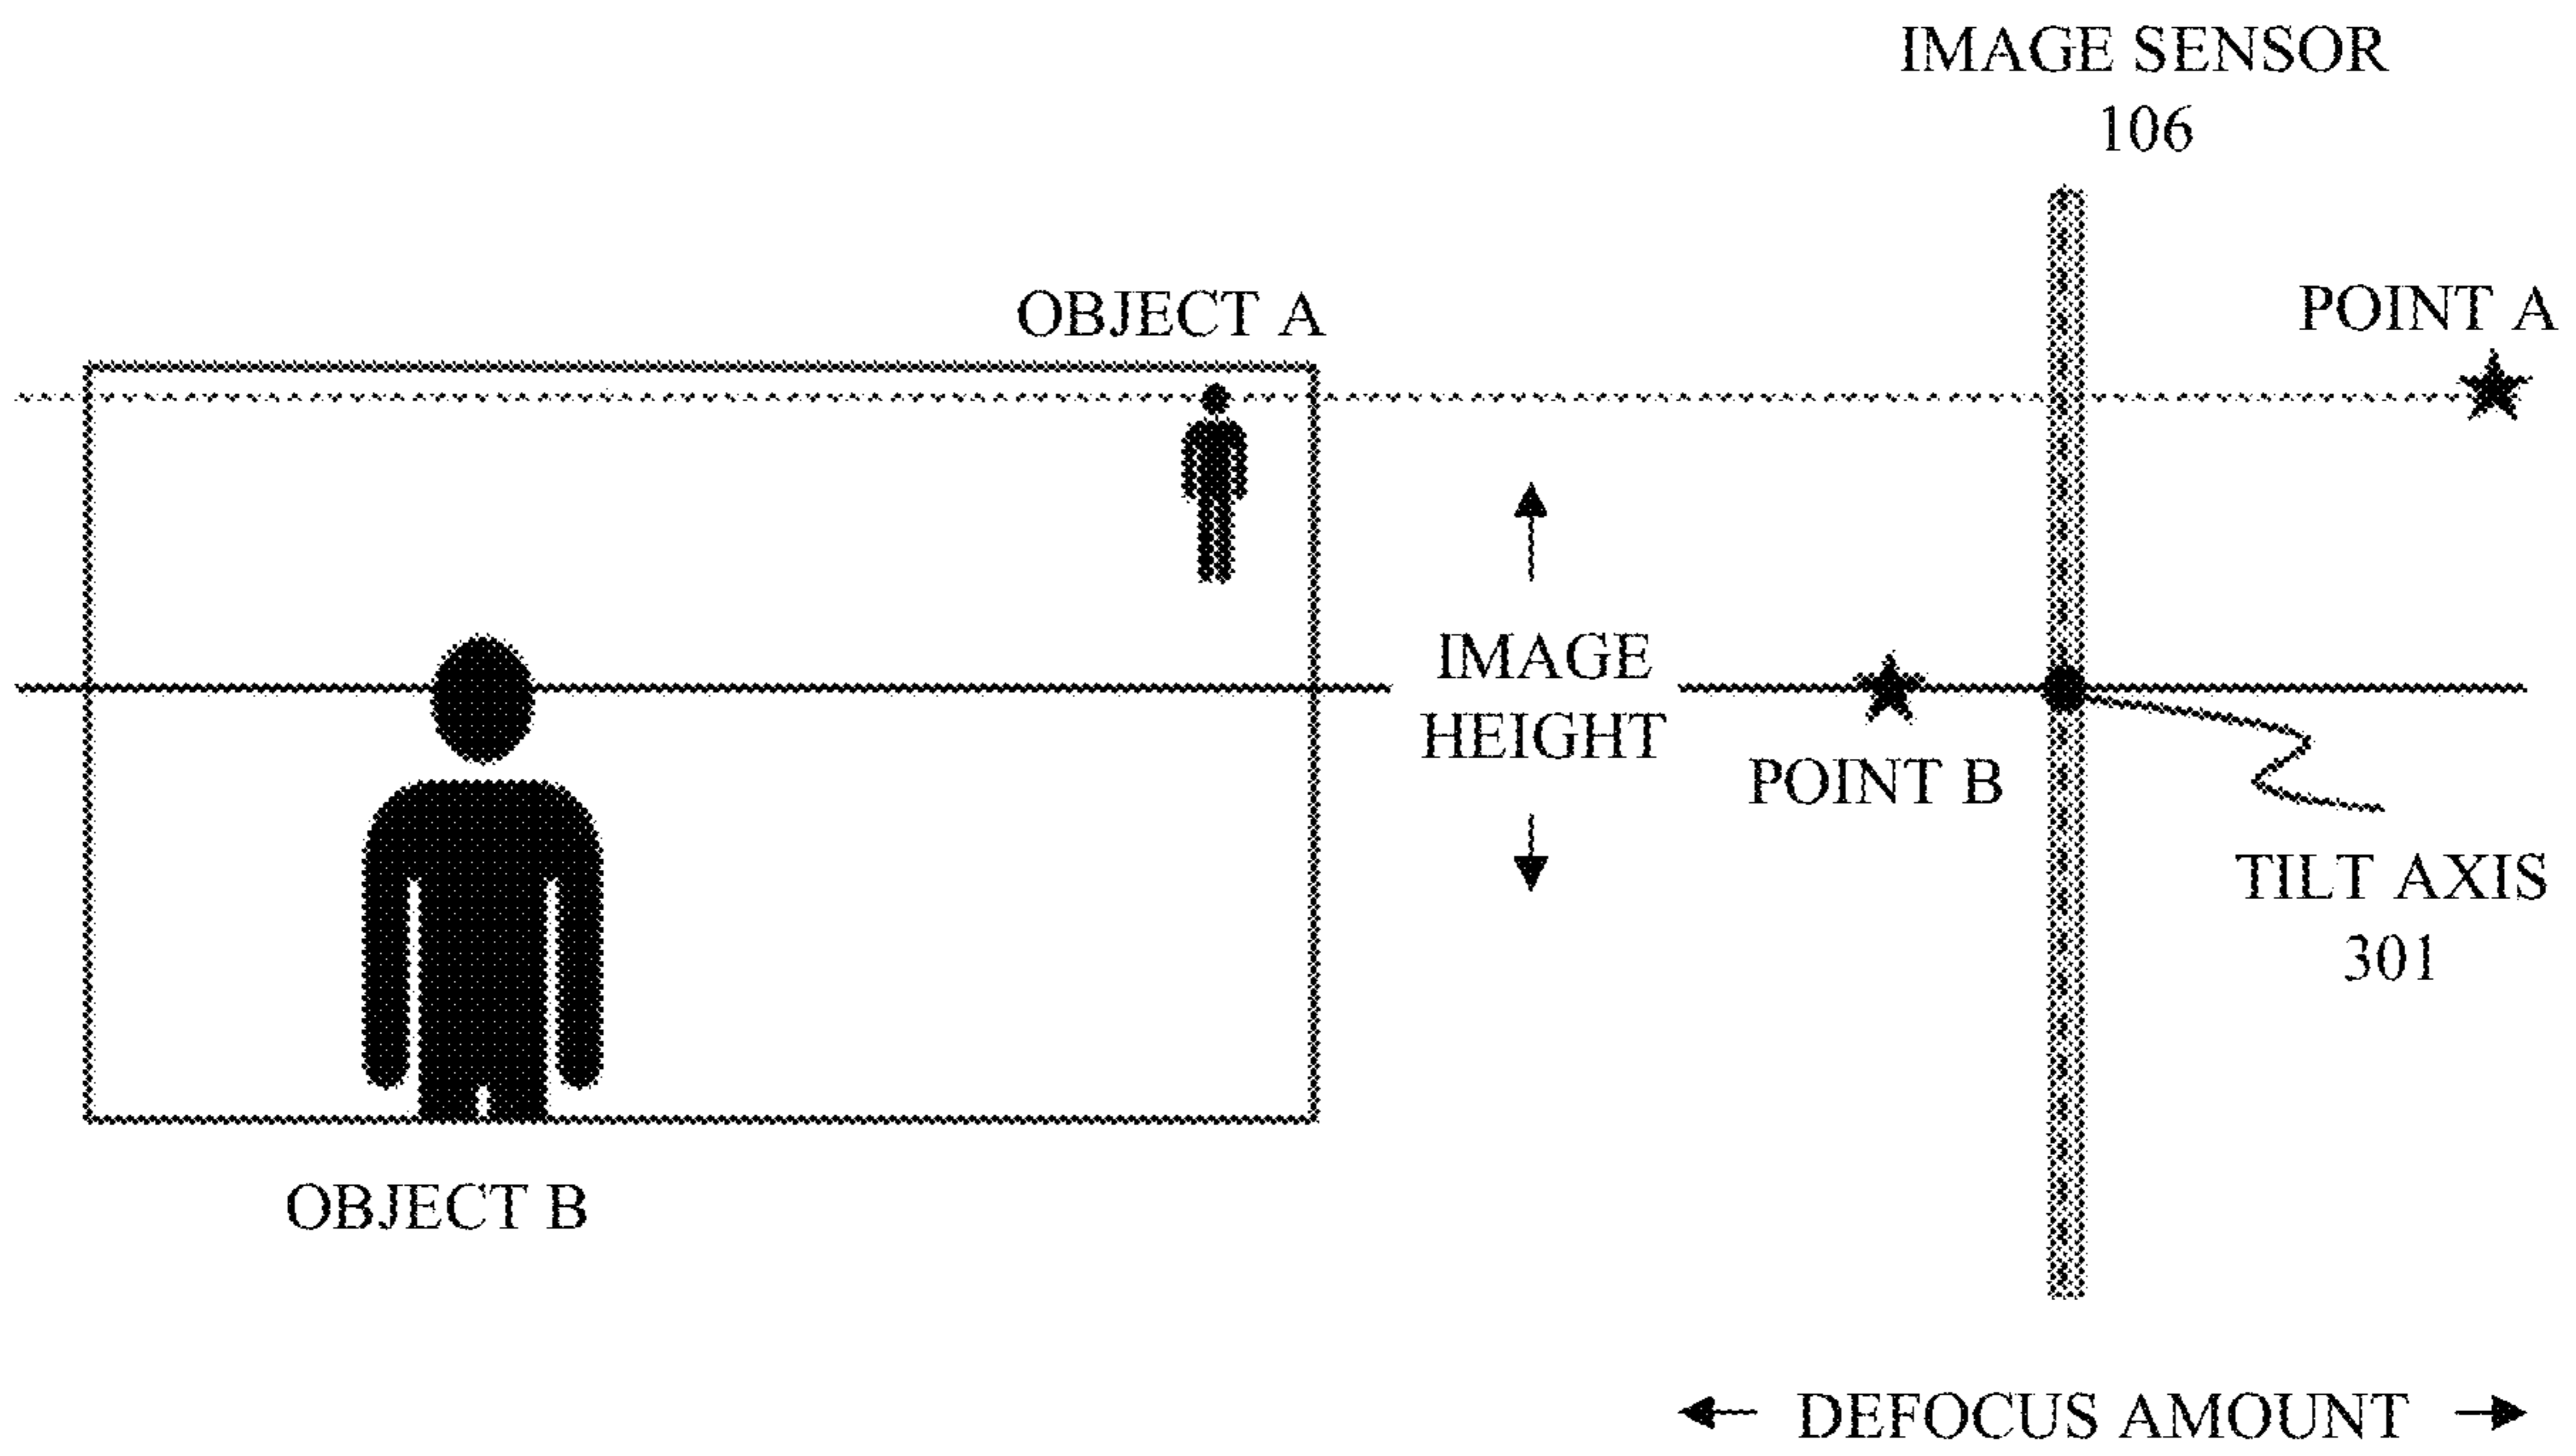 IMAGE SENSOR
106
OBJECT A
POINT A
IMAGE
HEIGHT
POINT B
TILT AXIS
301
OBJECT B
DEFOCUS AMOUNT